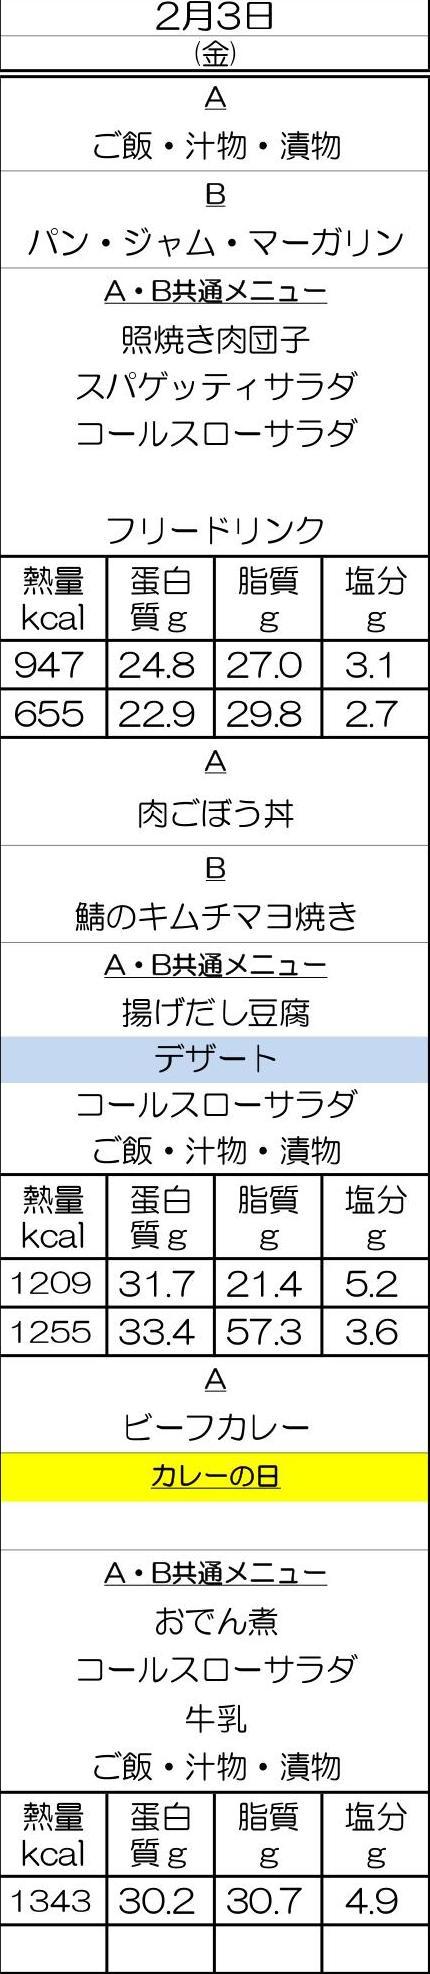 2月3日
(金)
A
ご飯・汁物・漬物
B
パン・ジャム・マーガリン
A・B共通メニュー
照焼き肉団子
スパゲッティサラダ
コールスローサラダ
フリードリンク
熱量 蛋白 脂質 塩分
kcal 質g g g
947 24.8 27.0 3.1
655 22.9 29.8 2.7
A
肉ごぼう丼
B
鯖のキムチマヨ焼き
A・B共通メニュー
揚げだし豆腐
デザート
コールスローサラダ
ご飯・汁物・漬物
熱量 蛋白 脂質 塩分
kcal 質g g g
1209 31.7 21.4 5.2
1255 33.4 57.3 3.6
A
ビーフカレー
カレーの日
A・B共通メニュー
おでん煮
コールスローサラダ
牛乳
ご飯・汁物・漬物
熱量 蛋白 脂質 塩分
kcal 質g g g
1343 30.2 30.7 4.9